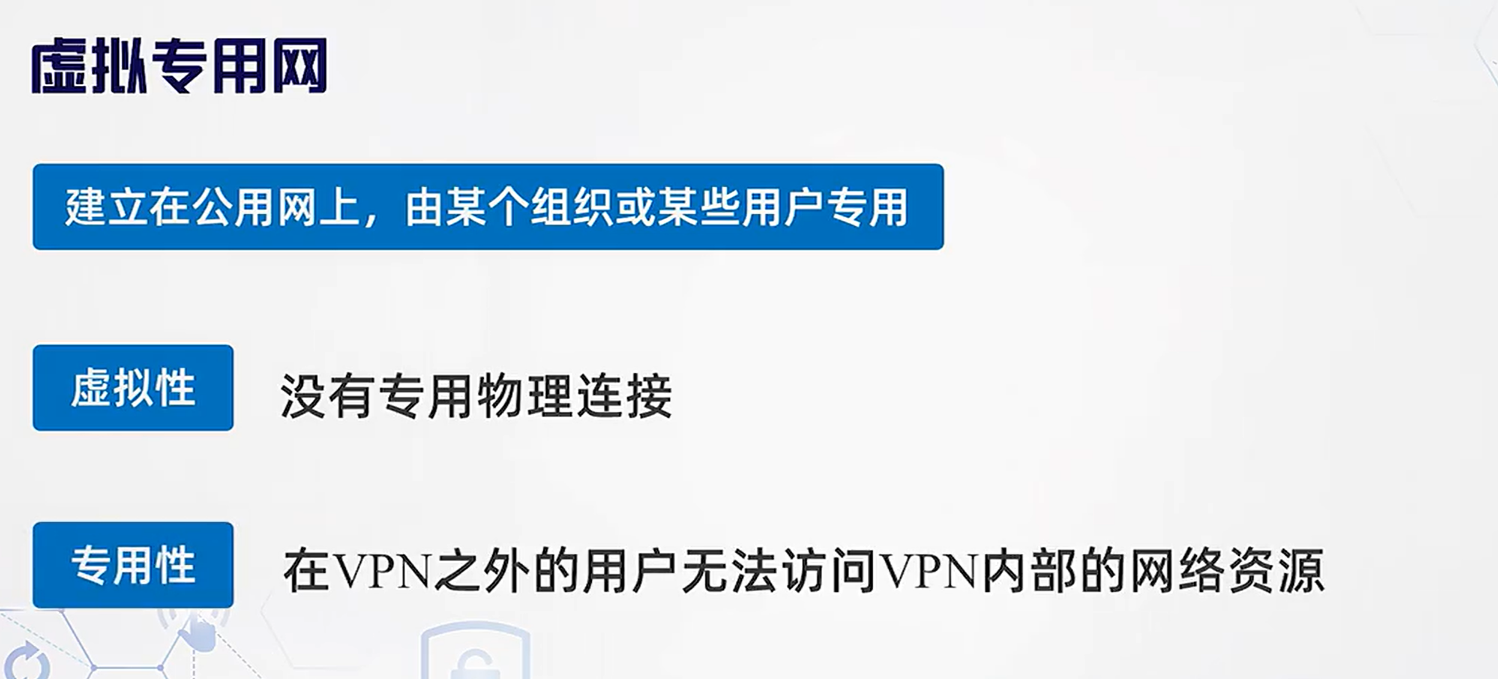 虚拟专用网
建立在公用网上，由某个组织或某些用户专用
虚拟性
没有专用物理连接
专用性
在VPN之外的用户无法访问VPN内部的网络资源